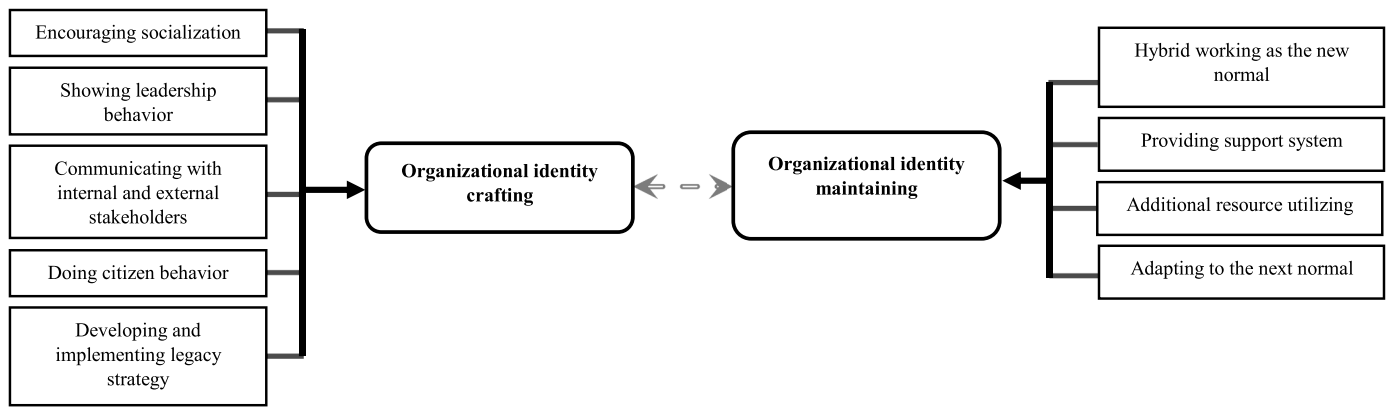 Encouraging socialization
Showing leadership
behavior
Communicating with
internal and external
stakeholders
Doing citizen behavior
Developing and
implementing legacy
strategy
Organizational identity
crafting
Organizational identity
maintaining
Hybrid working as the new
normal
Providing support system
Additional resource utilizing
Adapting to the next normal